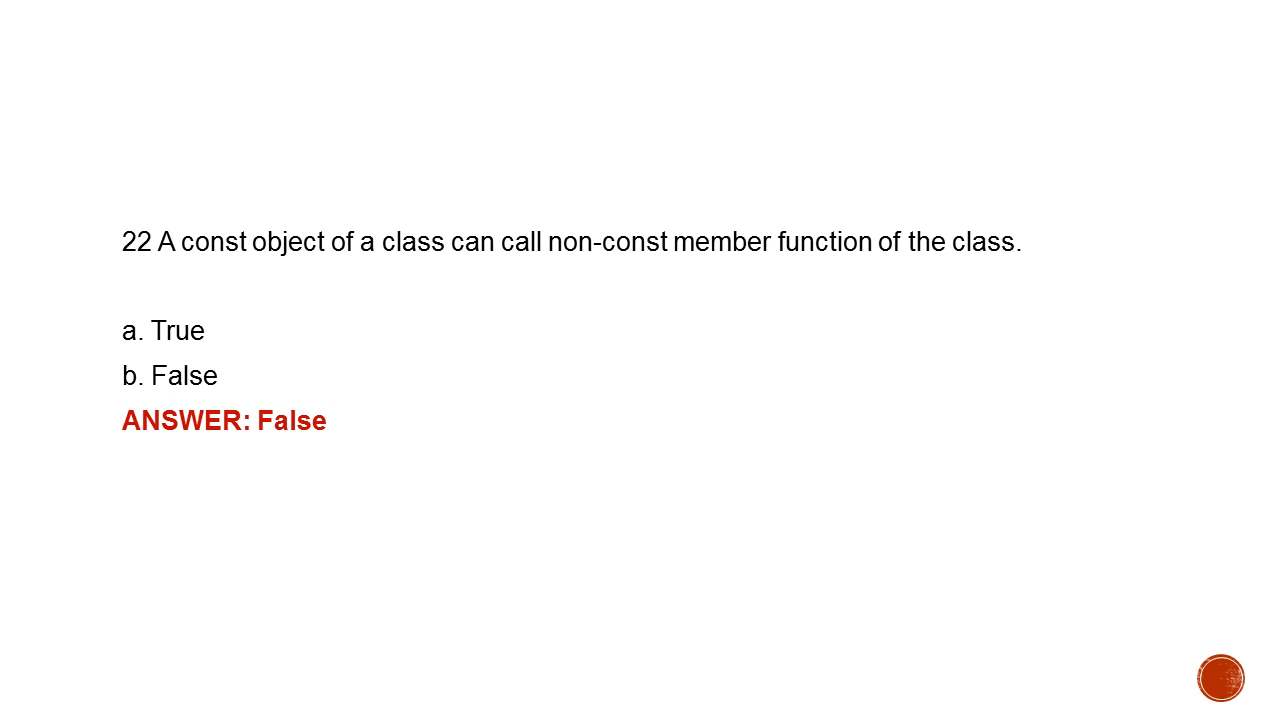 22 A const object of a class can call non-const member function of the class.
a. True
b. False
ANSWER: False